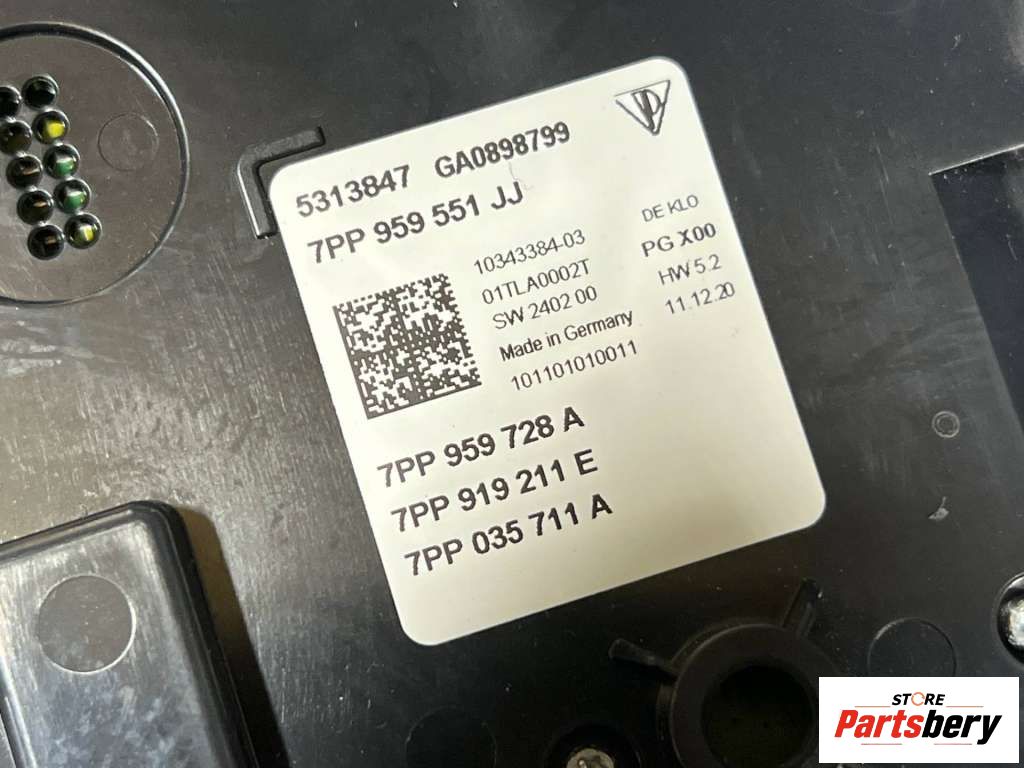 5313847 GA0898799
7PP 959 551 JJ
10343384-03
01TLA0002T
SW 2402 00
Made in Germany
101101010011
DE KLO
PG X00
HW 5.2
11.12.20
7PP 959 728 A
7PP 919 211 E
7PP 035 711 A
STORE
Partsbery